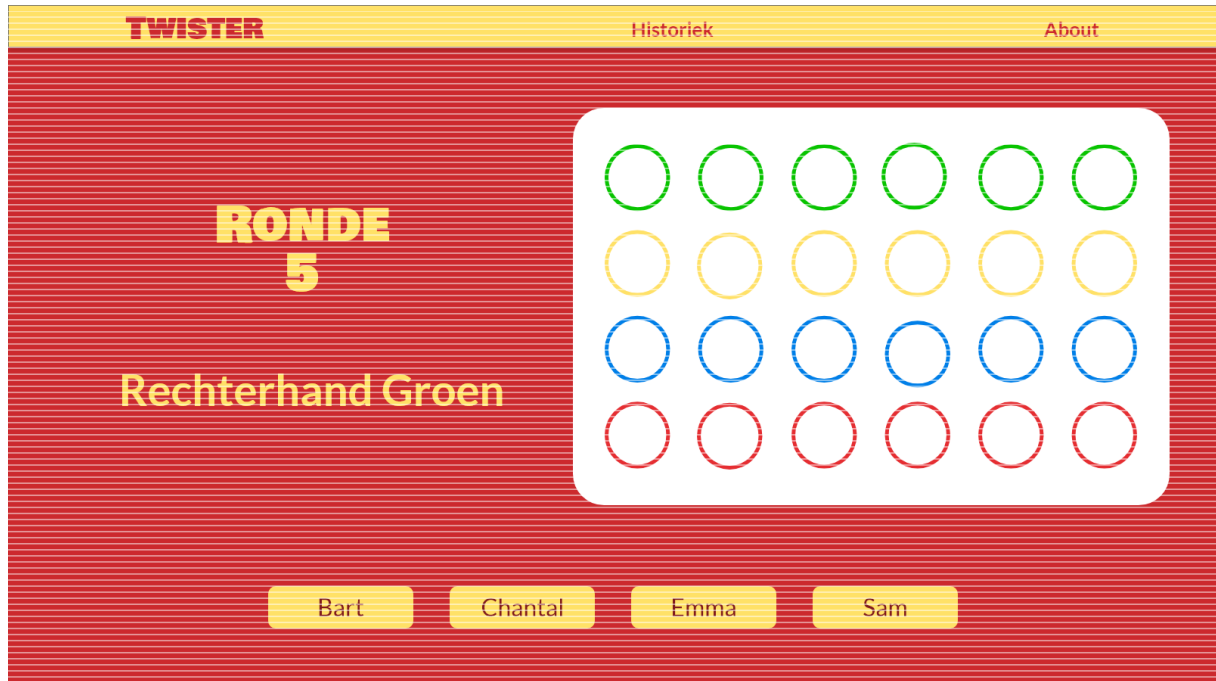 Twister Historiek About
Ronde
5
Rechterhand Groen
Bart Chantal Emma Sam